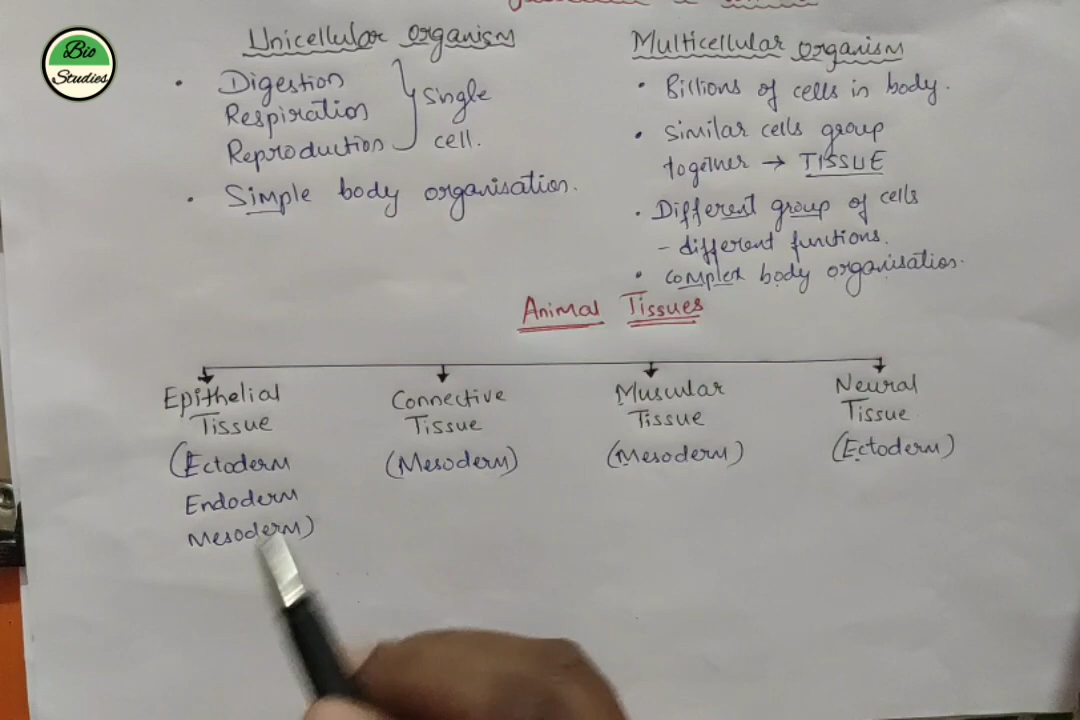 Bio
Studies
Unicellular organism
• Digestion
Respiration
Reproduction
Single
cell.
• Simple body organisation.
Multicellular organism
• Billions of cells in body.
• Similar cells group
together → TISSUE
• Different group of cells
- different functions.
• complex body organisation.
Animal Tissues
Epithelial
Tissue
(Ectoderm
Endoderm
Mesoderm)
Connective
Tissue
(Mesoderm)
Muscular
Tissue
(Mesoderm)
Neural
Tissue
(Ectoderm)